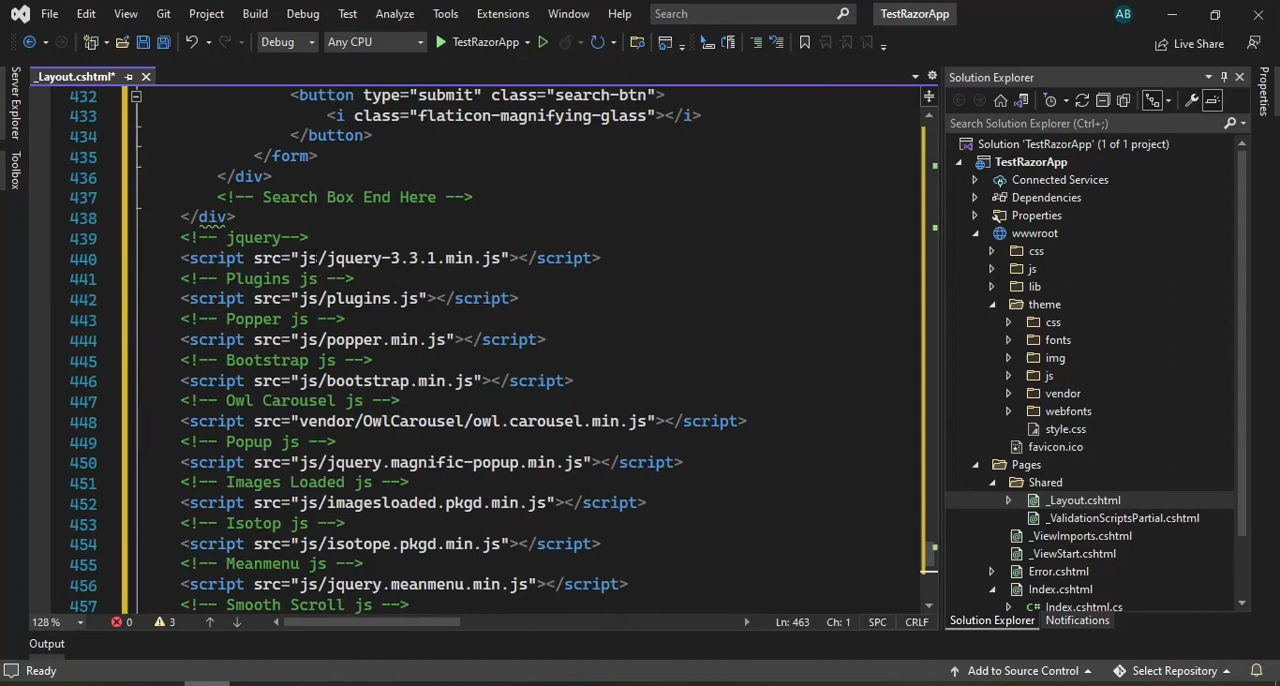 File Edit View Git Project Build Debug Test Analyze Tools Extensions Window Help Search TestRazorApp AB
Debug Any CPU TestRazorApp Live Share
_Layout.cshtml*
Server Explorer
Toolbox
432 <button type="submit" class="search-btn">
433 <i class="flaticon-magnifying-glass"></i>
434 </button>
435 </form>
436 </div>
437 <!-- Search Box End Here -->
438 </div>
439 <!-- jquery-->
440 <script src="js/jquery-3.3.1.min.js"></script>
441 <!-- Plugins js -->
442 <script src="js/plugins.js"></script>
443 <!-- Popper js -->
444 <script src="js/popper.min.js"></script>
445 <!-- Bootstrap js -->
446 <script src="js/bootstrap.min.js"></script>
447 <!-- Owl Carousel js -->
448 <script src="vendor/OwlCarousel/owl.carousel.min.js"></script>
449 <!-- Popup js -->
450 <script src="js/jquery.magnific-popup.min.js"></script>
451 <!-- Images Loaded js -->
452 <script src="js/imagesloaded.pkgd.min.js"></script>
453 <!-- Isotop js -->
454 <script src="js/isotope.pkgd.min.js"></script>
455 <!-- Meanmenu js -->
456 <script src="js/jquery.meanmenu.min.js"></script>
457 <!-- Smooth Scroll js -->
128 % 0 3 Ln: 463 Ch: 1 SPC CRLF
Solution Explorer
Search Solution Explorer (Ctrl+;)
Solution 'TestRazorApp' (1 of 1 project)
TestRazorApp
Connected Services
Dependencies
Properties
wwwroot
css
js
lib
theme
css
fonts
img
js
vendor
webfonts
style.css
favicon.ico
Pages
Shared
_Layout.cshtml
_ValidationScriptsPartial.cshtml
_ViewImports.cshtml
_ViewStart.cshtml
Error.cshtml
Index.cshtml
C# Index.cshtml.cs
Solution Explorer Notifications
Properties
Output
Ready Add to Source Control Select Repository